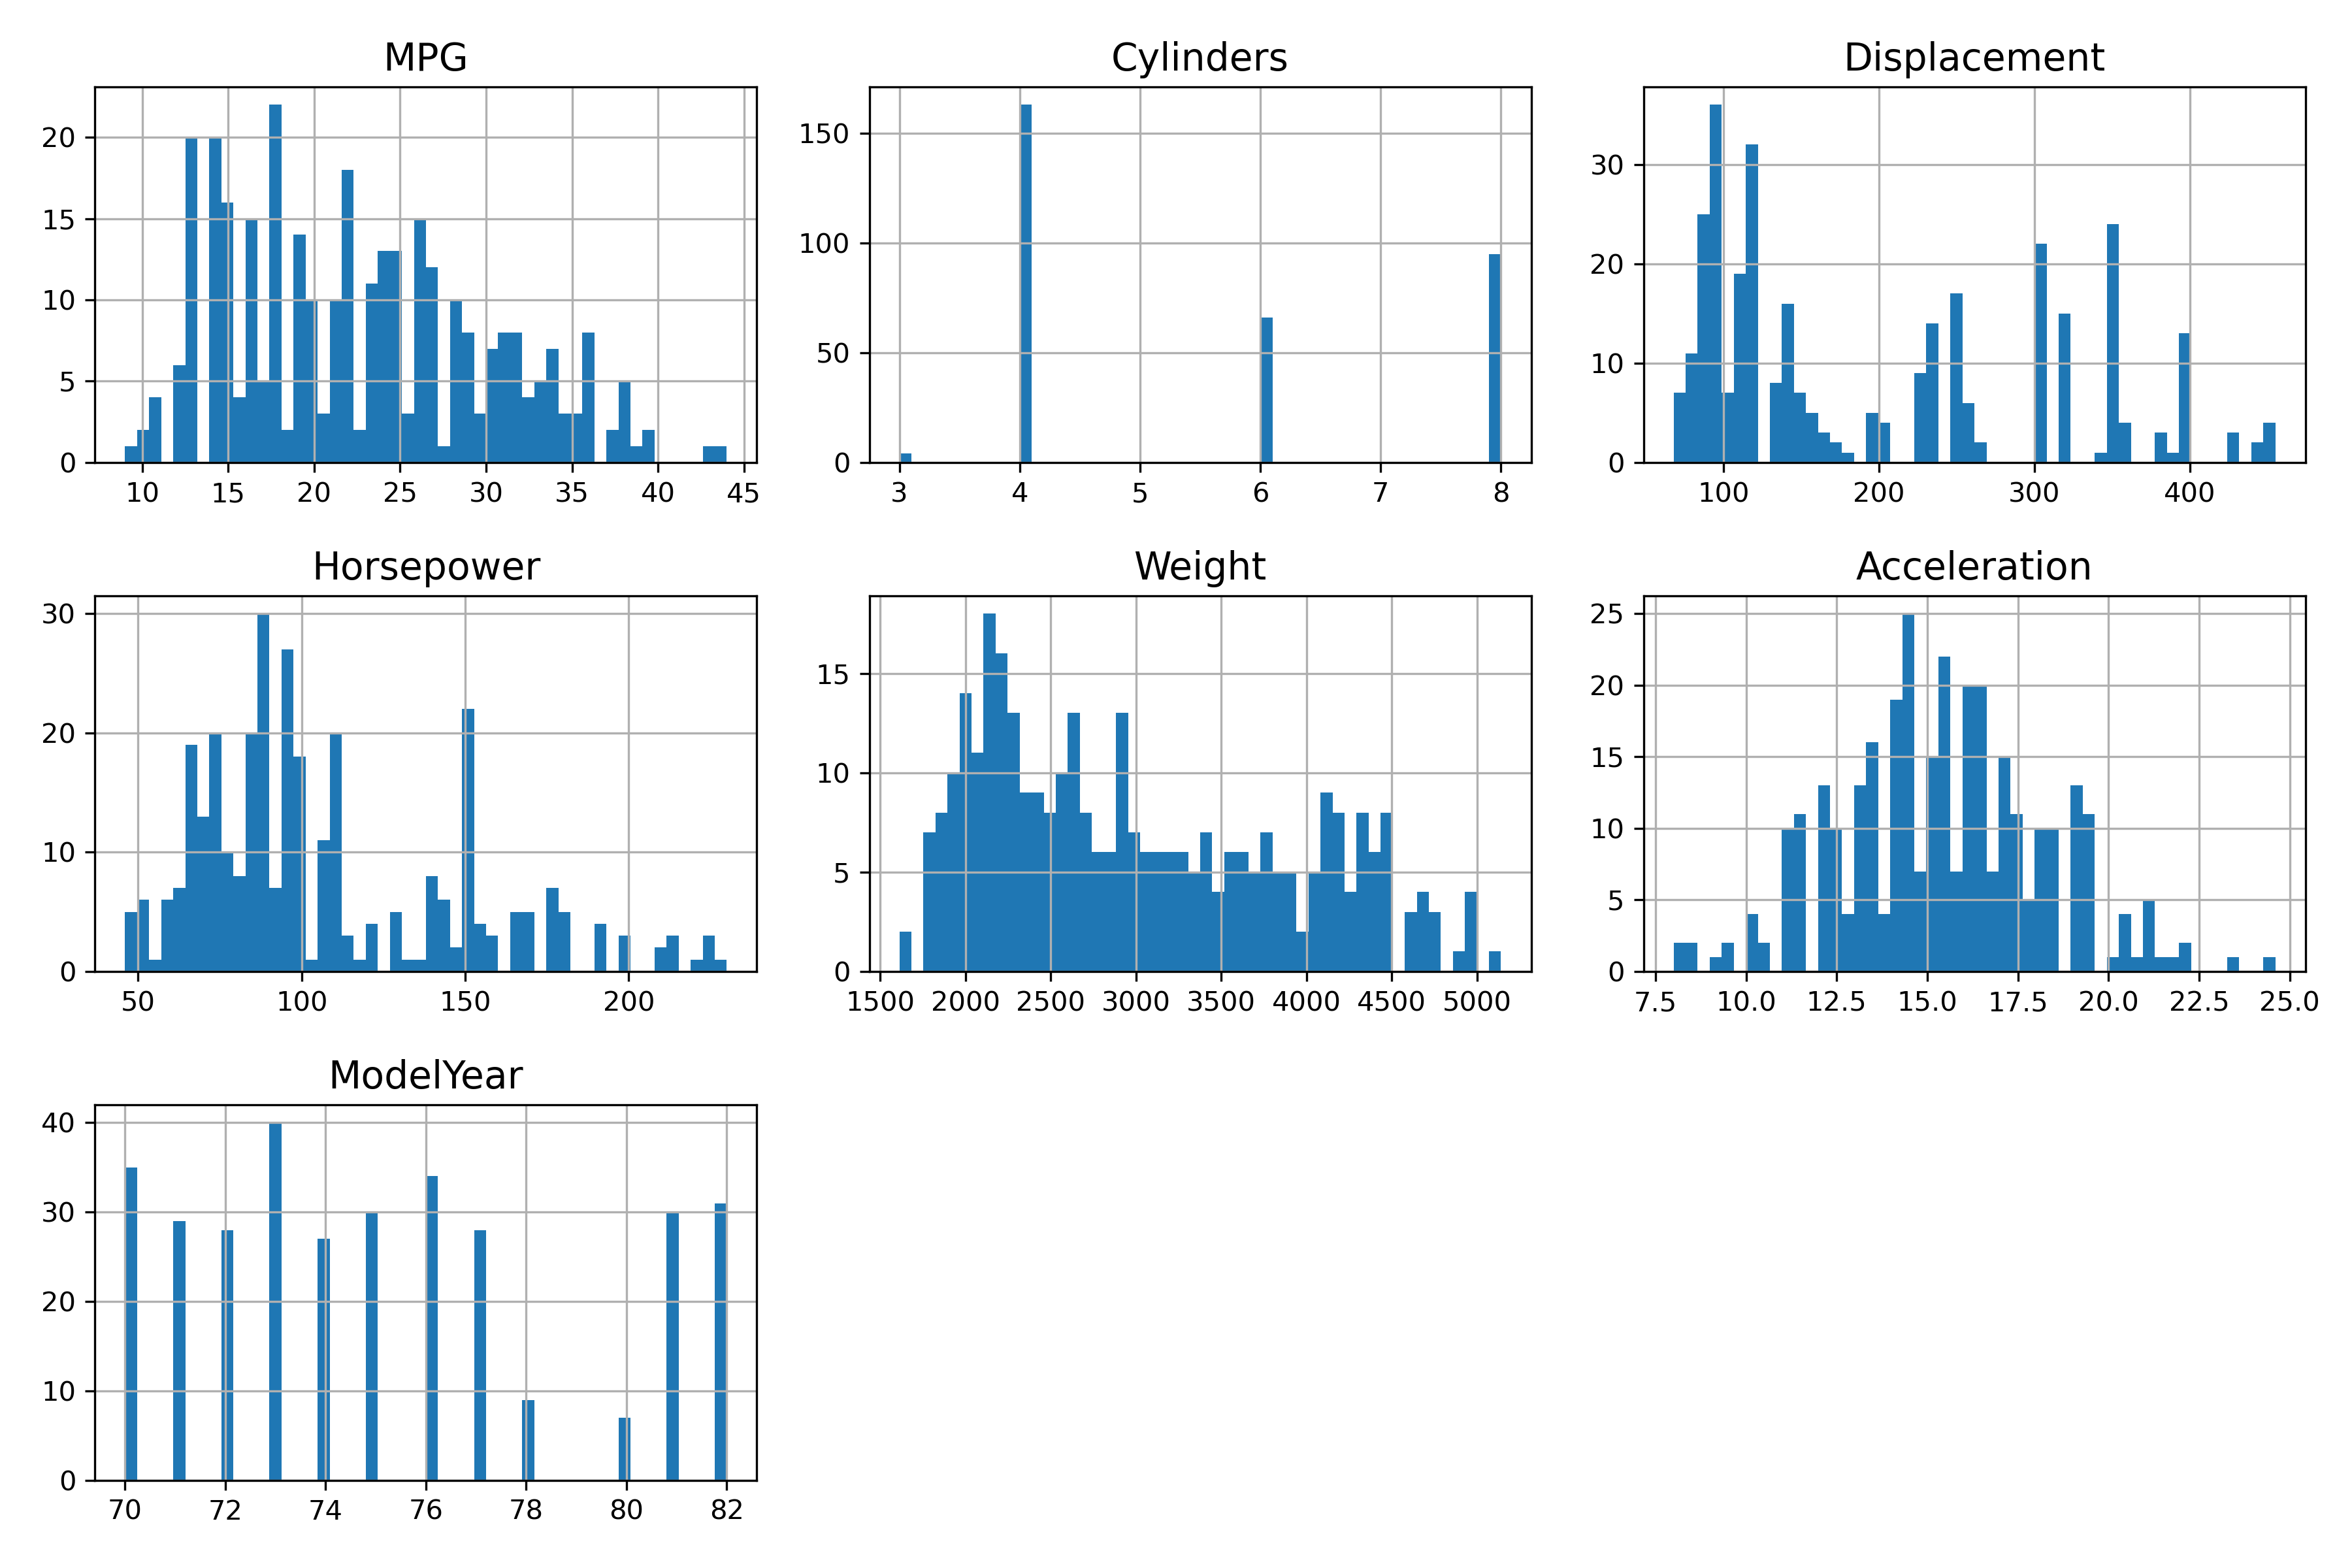 MPG
20
15
10
5
0
10 15 20 25 30 35 40 45
Cylinders
150
100
50
0
3 4 5 6 7 8
Displacement
30
20
10
0
100 200 300 400
Horsepower
30
20
10
0
50 100 150 200
Weight
15
10
5
0
1500 2000 2500 3000 3500 4000 4500 5000
Acceleration
25
20
15
10
5
0
7.5 10.0 12.5 15.0 17.5 20.0 22.5 25.0
ModelYear
40
30
20
10
0
70 72 74 76 78 80 82